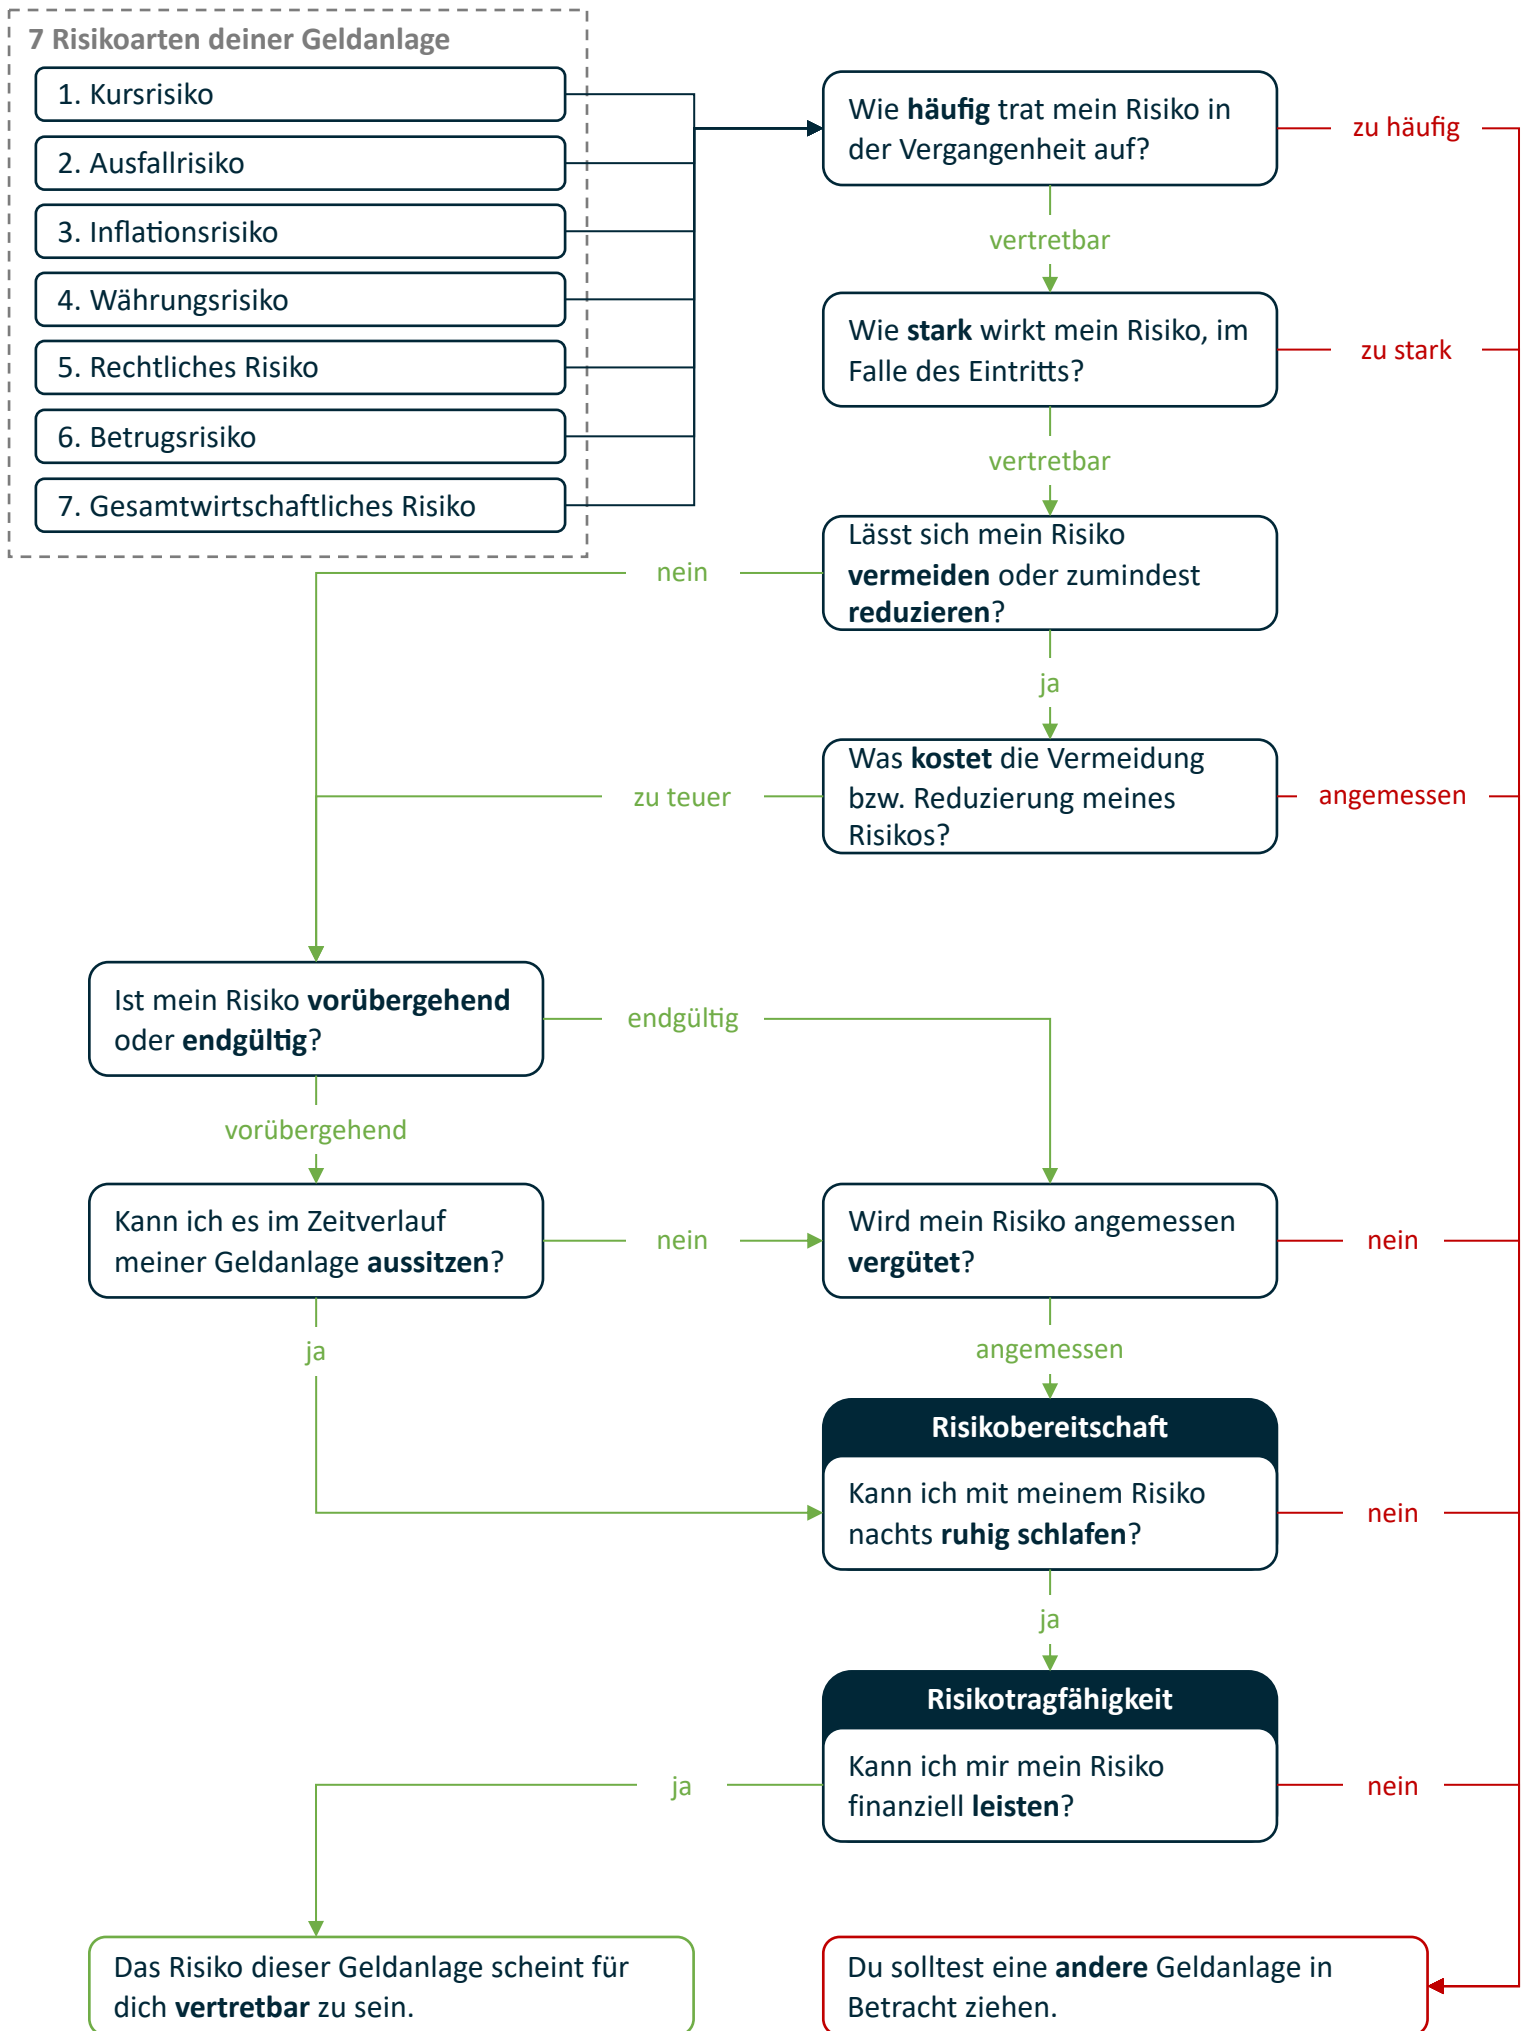 7 Risikoarten deiner Geldanlage
1. Kursrisiko
2. Ausfallrisiko
3. Inflationsrisiko
4. Währungsrisiko
5. Rechtliches Risiko
6. Betrugsrisiko
7. Gesamtwirtschaftliches Risiko
Wie häufig trat mein Risiko in
der Vergangenheit auf?
zu häufig
vertretbar
Wie stark wirkt mein Risiko, im
Falle des Eintritts?
zu stark
vertretbar
Lässt sich mein Risiko
vermeiden oder zumindest
reduzieren?
nein
ja
Was kostet die Vermeidung
bzw. Reduzierung meines
Risikos?
zu teuer
angemessen
Ist mein Risiko vorübergehend
oder endgültig?
endgültig
vorübergehend
Kann ich es im Zeitverlauf
meiner Geldanlage aussitzen?
nein
Wird mein Risiko angemessen
vergütet?
nein
ja
angemessen
Risikobereitschaft
Kann ich mit meinem Risiko
nachts ruhig schlafen?
nein
ja
Risikotragfähigkeit
Kann ich mir mein Risiko
finanziell leisten?
ja
nein
Das Risiko dieser Geldanlage scheint für
dich vertretbar zu sein.
Du solltest eine andere Geldanlage in
Betracht ziehen.